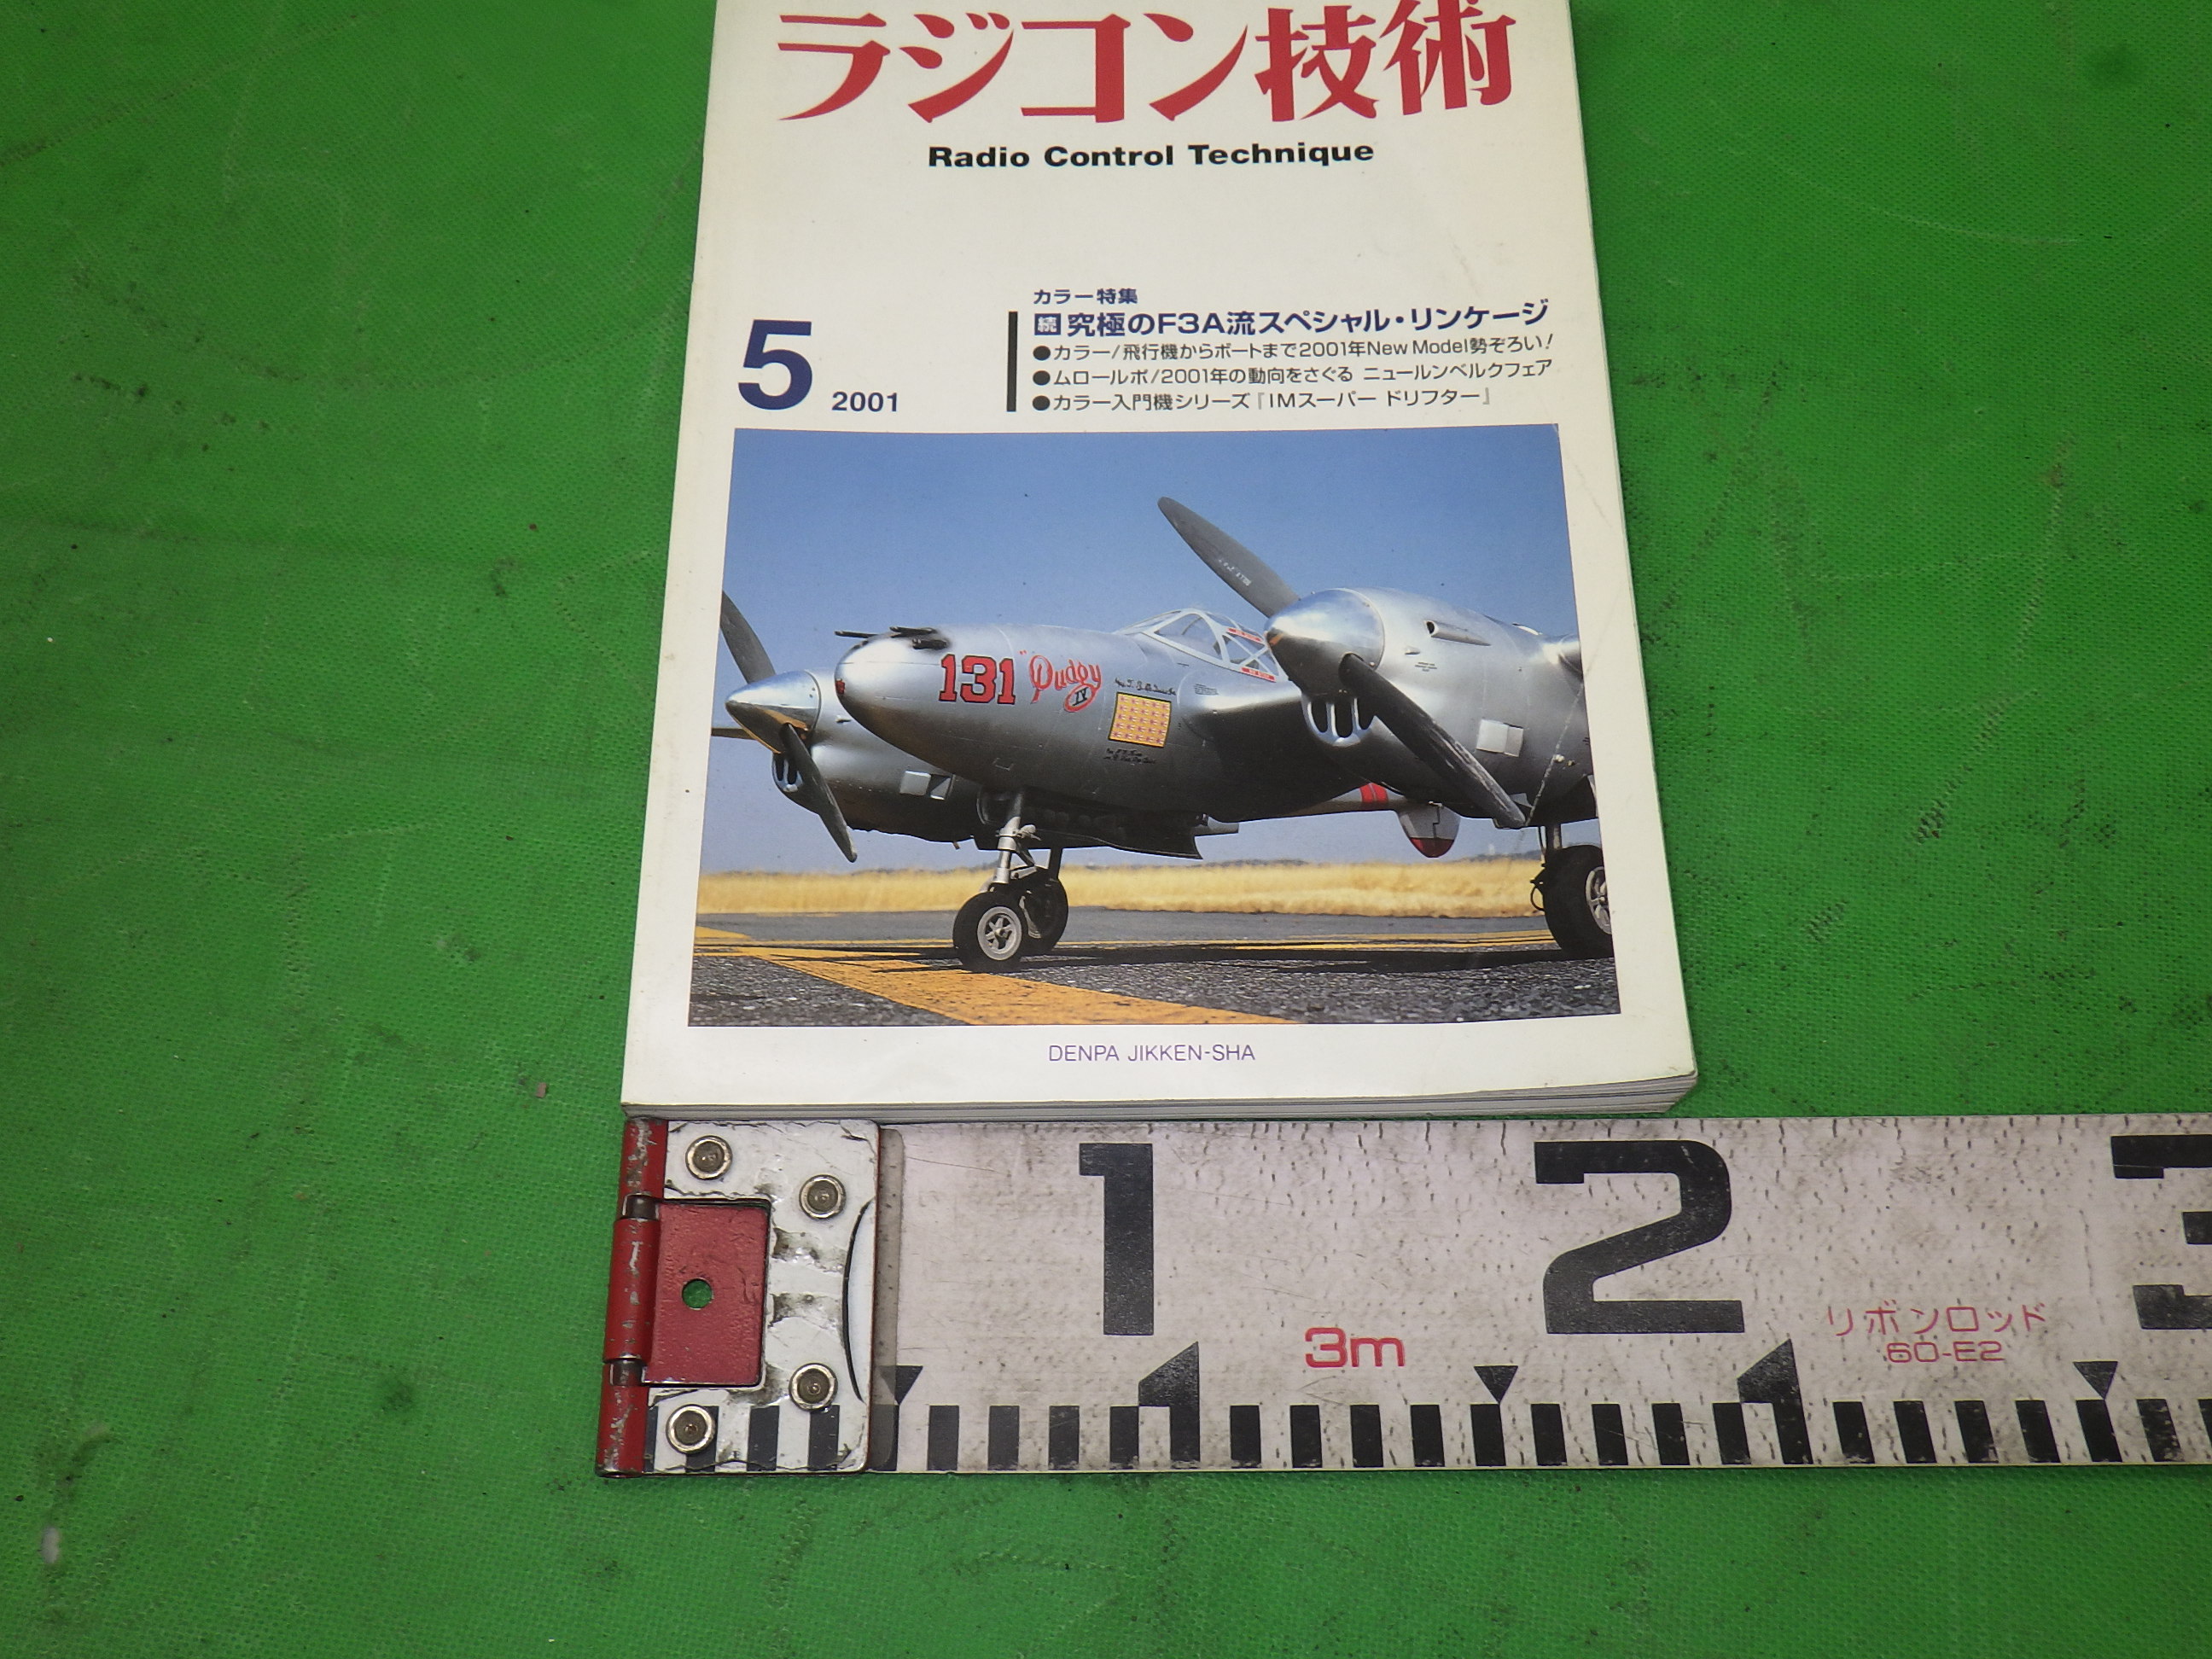 ラジコン技術
Radio Control Technique
5 2001
カラー特集
続 究極のF3A流スペシャル・リンケージ
●カラー/飛行機からボートまで2001年New Model勢ぞろい!
●ムロールポ/2001年の動向をさぐる ニュールンベルクフェア
●カラー入門機シリーズ『IMスーパー ドリフター』
131 "Pudgy
IV
DENPA JIKKEN-SHA
1 2 3
3m
リボンロッド
60-E2
1 1